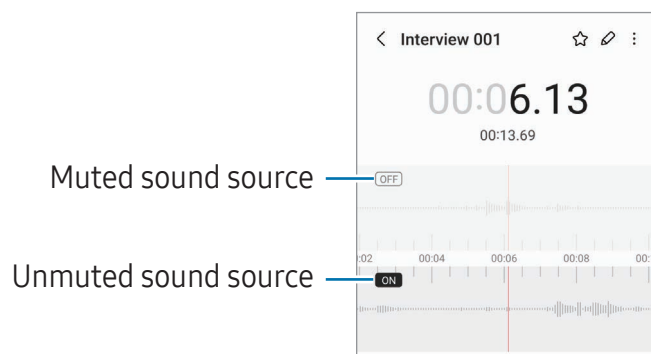 Interview 001
00:06.13
00:13.69
Muted sound source
OFF
:02 00:04 00:06 00:08 00:
Unmuted sound source
ON